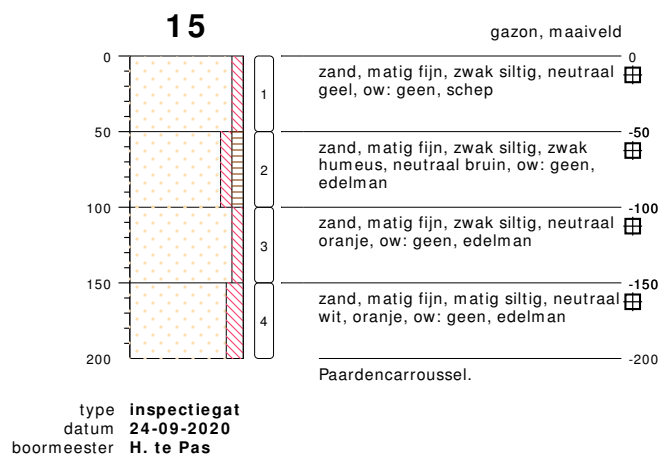 15
gazon, maaiveld
0
0
zand, matig fijn, zwak siltig, neutraal
geel, ow: geen, schep
1
50
-50
zand, matig fijn, zwak siltig, zwak
humeus, neutraal bruin, ow: geen,
edelman
2
100
-100
zand, matig fijn, zwak siltig, neutraal
oranje, ow: geen, edelman
3
150
-150
zand, matig fijn, matig siltig, neutraal
wit, oranje, ow: geen, edelman
4
200
-200
Paardencarroussel.
type inspectiegat
datum 24-09-2020
boormeester H. te Pas